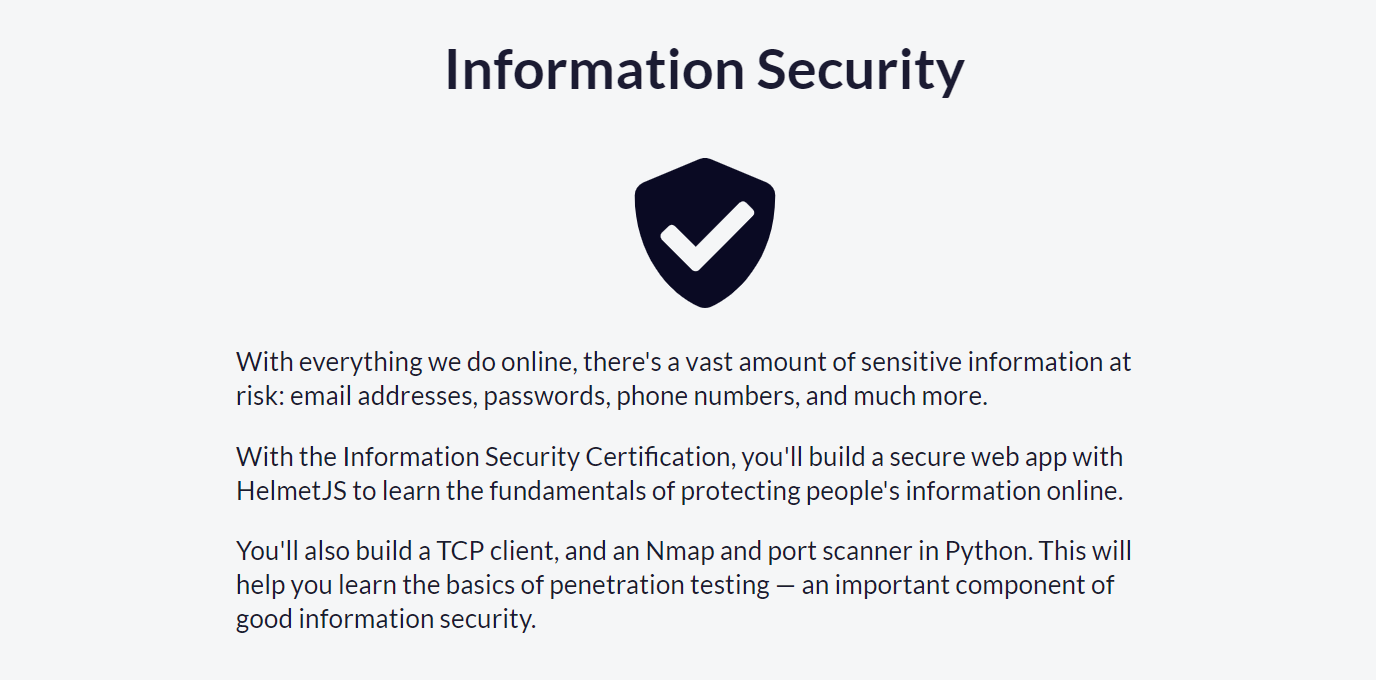 Information Security
With everything we do online, there's a vast amount of sensitive information at
risk: email addresses, passwords, phone numbers, and much more.
With the Information Security Certification, you'll build a secure web app with
HelmetJS to learn the fundamentals of protecting people's information online.
You'll also build a TCP client, and an Nmap and port scanner in Python. This will
help you learn the basics of penetration testing — an important component of
good information security.